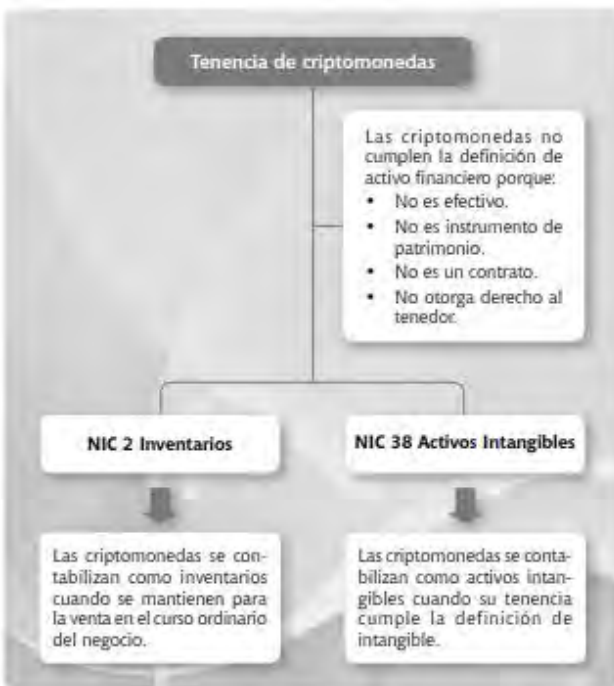 Tenencia de criptomonedas
Las criptomonedas no
cumplen la definición de
activo financiero porque:
• No es efectivo.
• No es instrumento de
patrimonio.
• No es un contrato.
• No otorga derecho al
tenedor.
NIC 2 Inventarios
NIC 38 Activos Intangibles
Las criptomonedas se con-
tabilizan como inventarios
cuando se mantienen para
la venta en el curso ordinario
del negocio.
Las criptomonedas se conta-
bilizan como activos intan-
gibles cuando su tenencia
cumple la definición de
intangible.